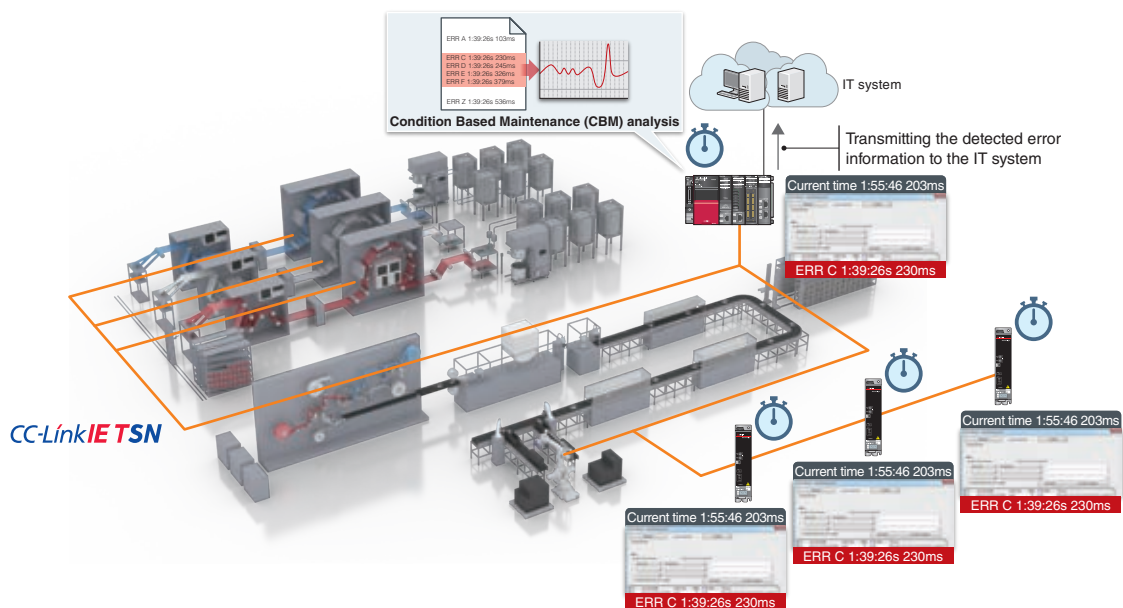 ERR A 1:39:26s 103ms
ERR C 1:39:26s 230ms
ERR D 1:39:26s 245ms
ERR E 1:39:26s 326ms
ERR F 1:39:26s 379ms
ERR Z 1:39:26s 536ms
Condition Based Maintenance (CBM) analysis
IT system
Transmitting the detected error
information to the IT system
Current time 1:55:46 203ms
ERR C 1:39:26s 230ms
CC-Link IE TSN
Current time 1:55:46 203ms
ERR C 1:39:26s 230ms
Current time 1:55:46 203ms
ERR C 1:39:26s 230ms
Current time 1:55:46 203ms
ERR C 1:39:26s 230ms